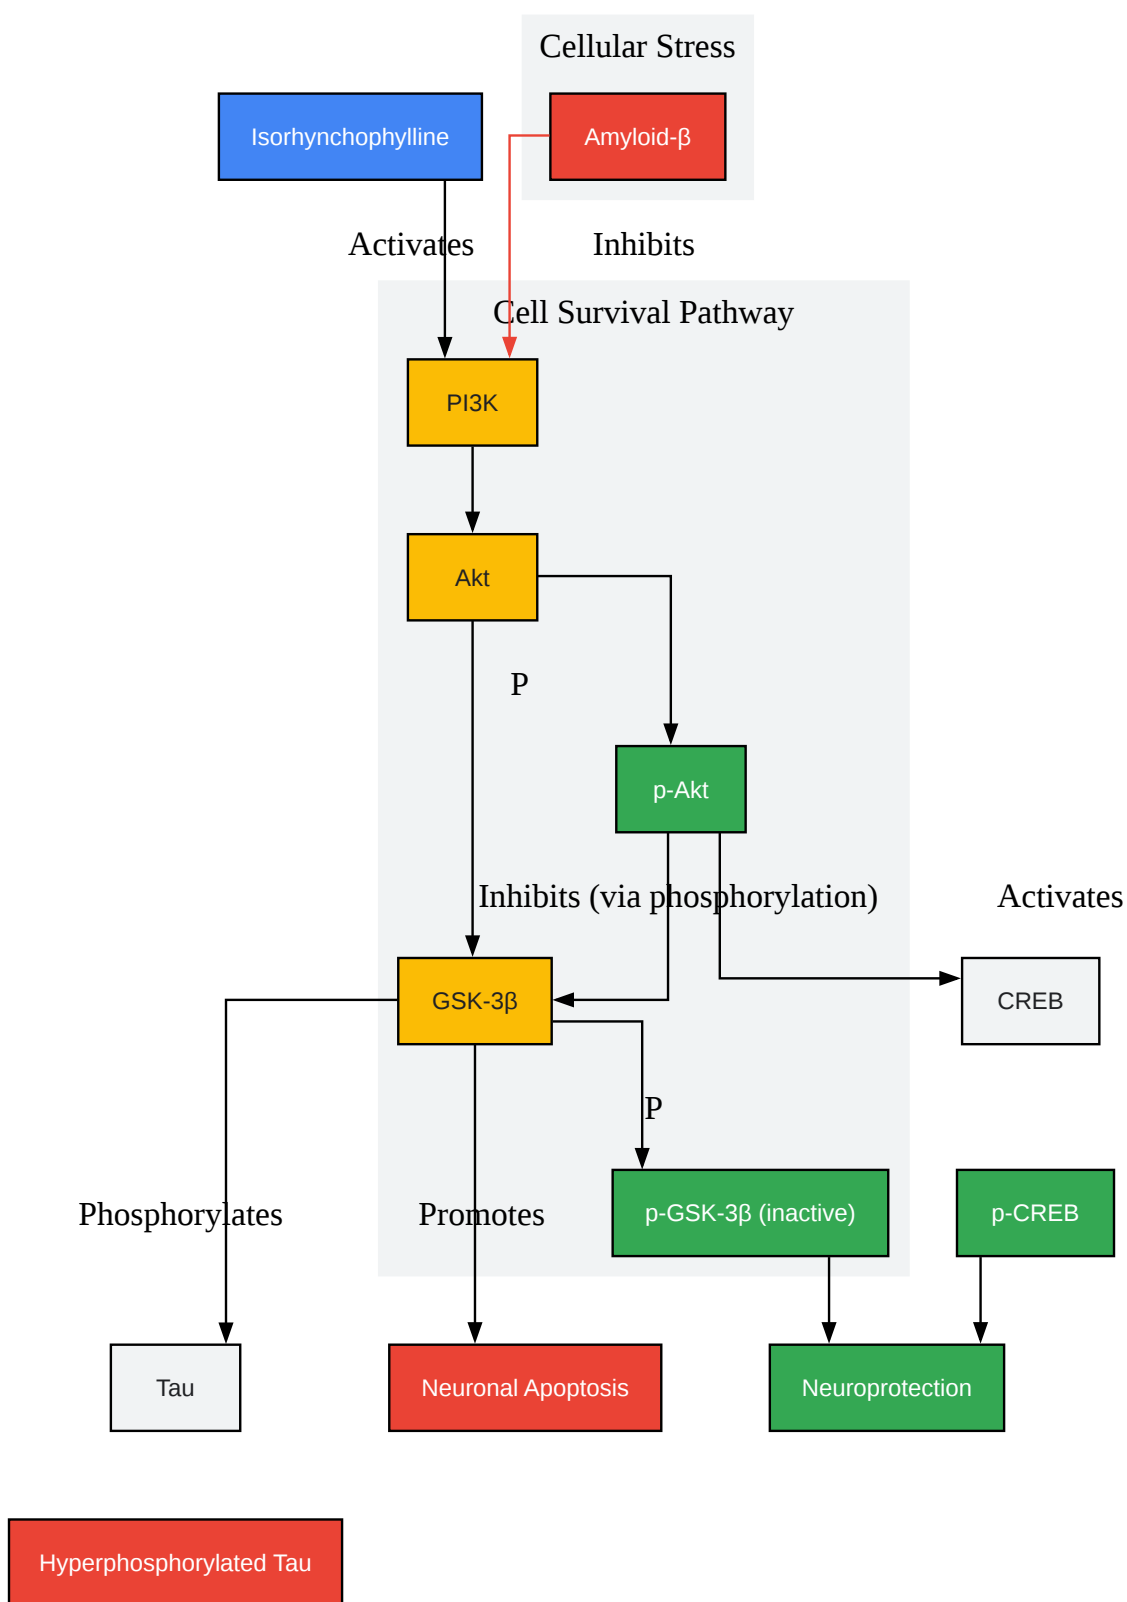 Cellular Stress
Isorhynchophylline
Amyloid-β
Activates
Inhibits
Cell Survival Pathway
PI3K
Akt
P
p-Akt
Inhibits (via phosphorylation)
Activates
GSK-3β
CREB
P
Phosphorylates
Promotes
p-GSK-3β (inactive)
p-CREB
Tau
Neuronal Apoptosis
Neuroprotection
Hyperphosphorylated Tau